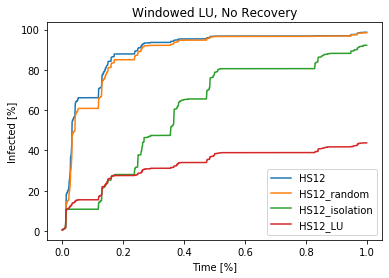 Windowed LU, No Recovery
Infected [%]
100
80
60
40
20
0
0.0 0.2 0.4 0.6 0.8 1.0
Time [%]
HS12
HS12_random
HS12_isolation
HS12_LU